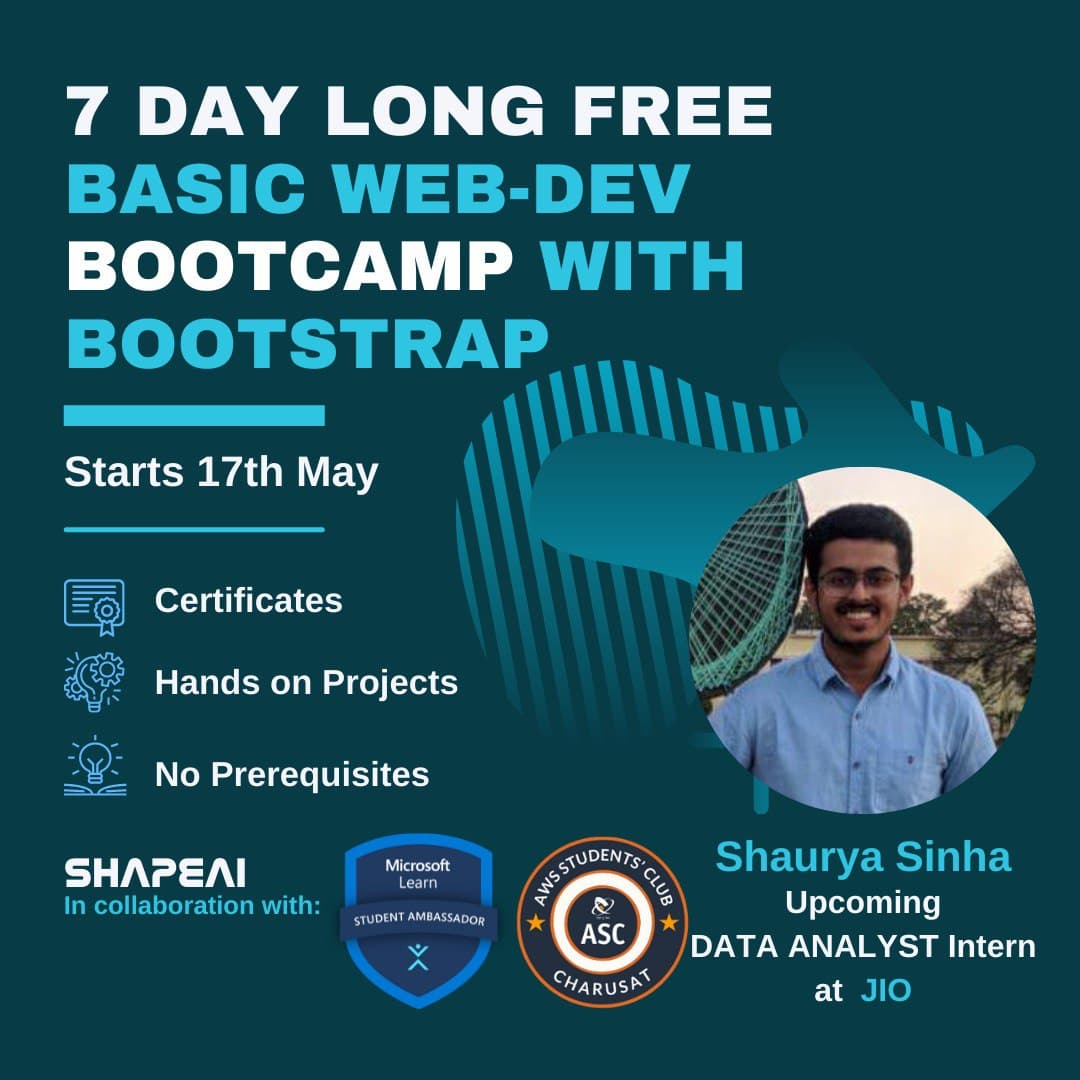 7 DAY LONG FREE
BASIC WEB-DEV
BOOTCAMP WITH
BOOTSTRAP
Starts 17th May
Certificates
Hands on Projects
No Prerequisites
SHAPEAI
In collaboration with:
Microsoft
Learn
STUDENT AMBASSADOR
AWS STUDENTS' CLUB
ASC
CHARUSAT
Shaurya Sinha
Upcoming
DATA ANALYST Intern
at JIO